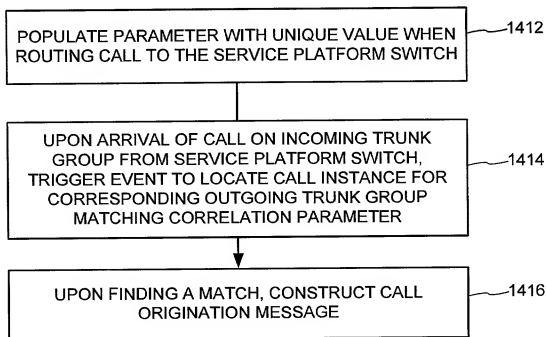 POPULATE PARAMETER WITH UNIQUE VALUE WHEN
ROUTING CALL TO THE SERVICE PLATFORM SWITCH
1412
UPON ARRIVAL OF CALL ON INCOMING TRUNK
GROUP FROM SERVICE PLATFORM SWITCH,
TRIGGER EVENT TO LOCATE CALL INSTANCE FOR
CORRESPONDING OUTGOING TRUNK GROUP
MATCHING CORRELATION PARAMETER
1414
UPON FINDING A MATCH, CONSTRUCT CALL
ORIGINATION MESSAGE
1416